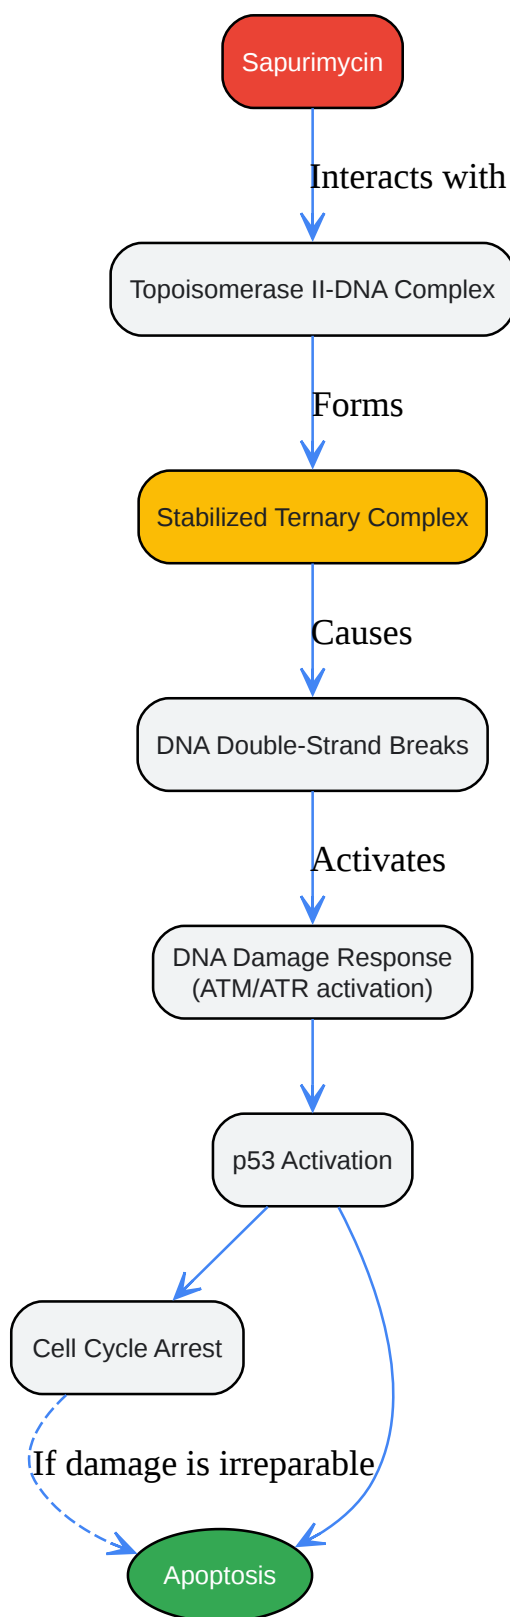 Sapurimycin
Interacts with
Topoisomerase II-DNA Complex
Forms
Stabilized Ternary Complex
Causes
DNA Double-Strand Breaks
Activates
DNA Damage Response
(ATM/ATR activation)
p53 Activation
Cell Cycle Arrest
If damage is irreparable
Apoptosis